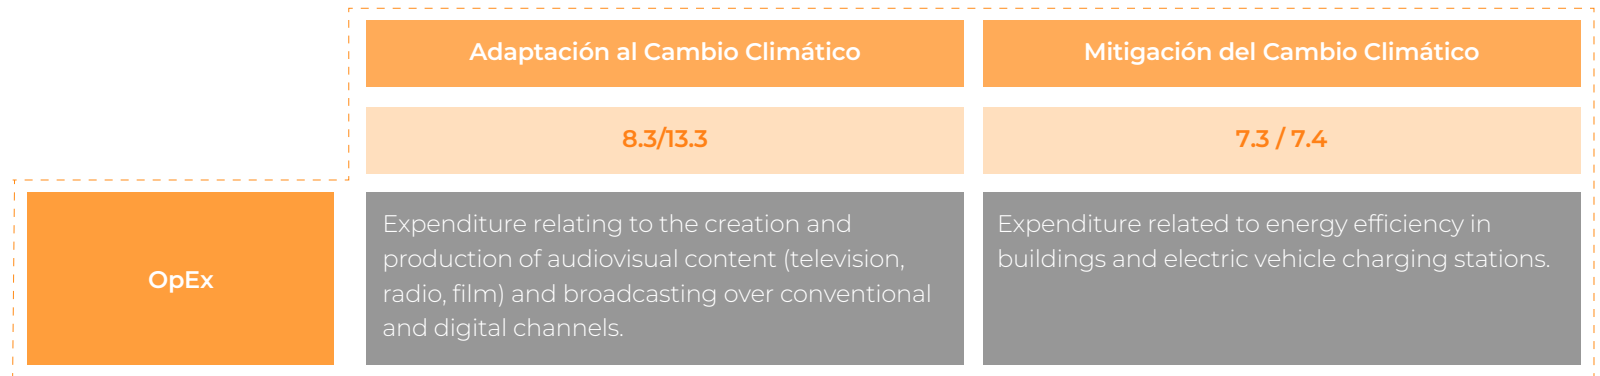 Adaptación al Cambio Climático
Mitigación del Cambio Climático
8.3/13.3
7.3 / 7.4
OpEx
Expenditure relating to the creation and
production of audiovisual content (television,
radio, film) and broadcasting over conventional
and digital channels.
Expenditure related to energy efficiency in
buildings and electric vehicle charging stations.